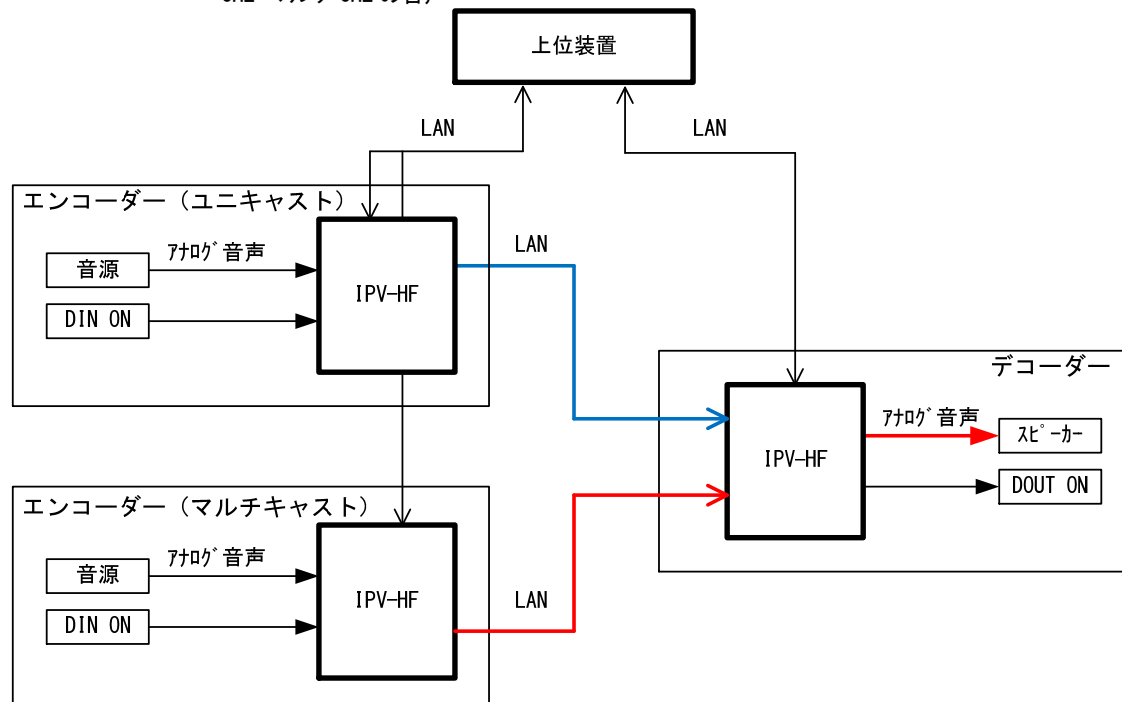 上位装置
LAN
LAN
エンコーダー（ユニキャスト）
LAN
ｱﾅﾛｸﾞ音声
音源
IPV-HF
DIN ON
デコーダー
ｱﾅﾛｸﾞ音声
ｽﾋﾟｰｶｰ
IPV-HF
DOUT ON
エンコーダー（マルチキャスト）
ｱﾅﾛｸﾞ音声
音源
IPV-HF
LAN
DIN ON